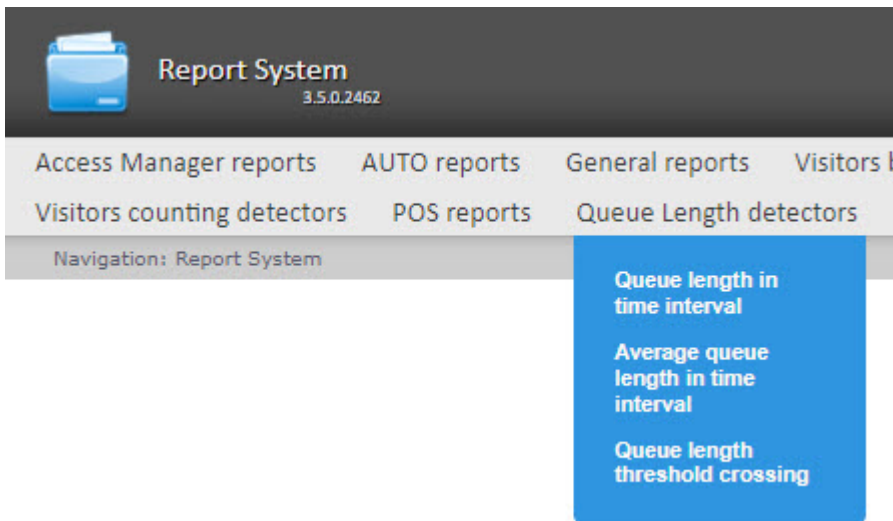 Report System
3.5.0.2462
Access Manager reports AUTO reports General reports Visitors
Visitors counting detectors POS reports Queue Length detectors
Navigation: Report System
Queue length in
time interval
Average queue
length in time
interval
Queue length
threshold crossing